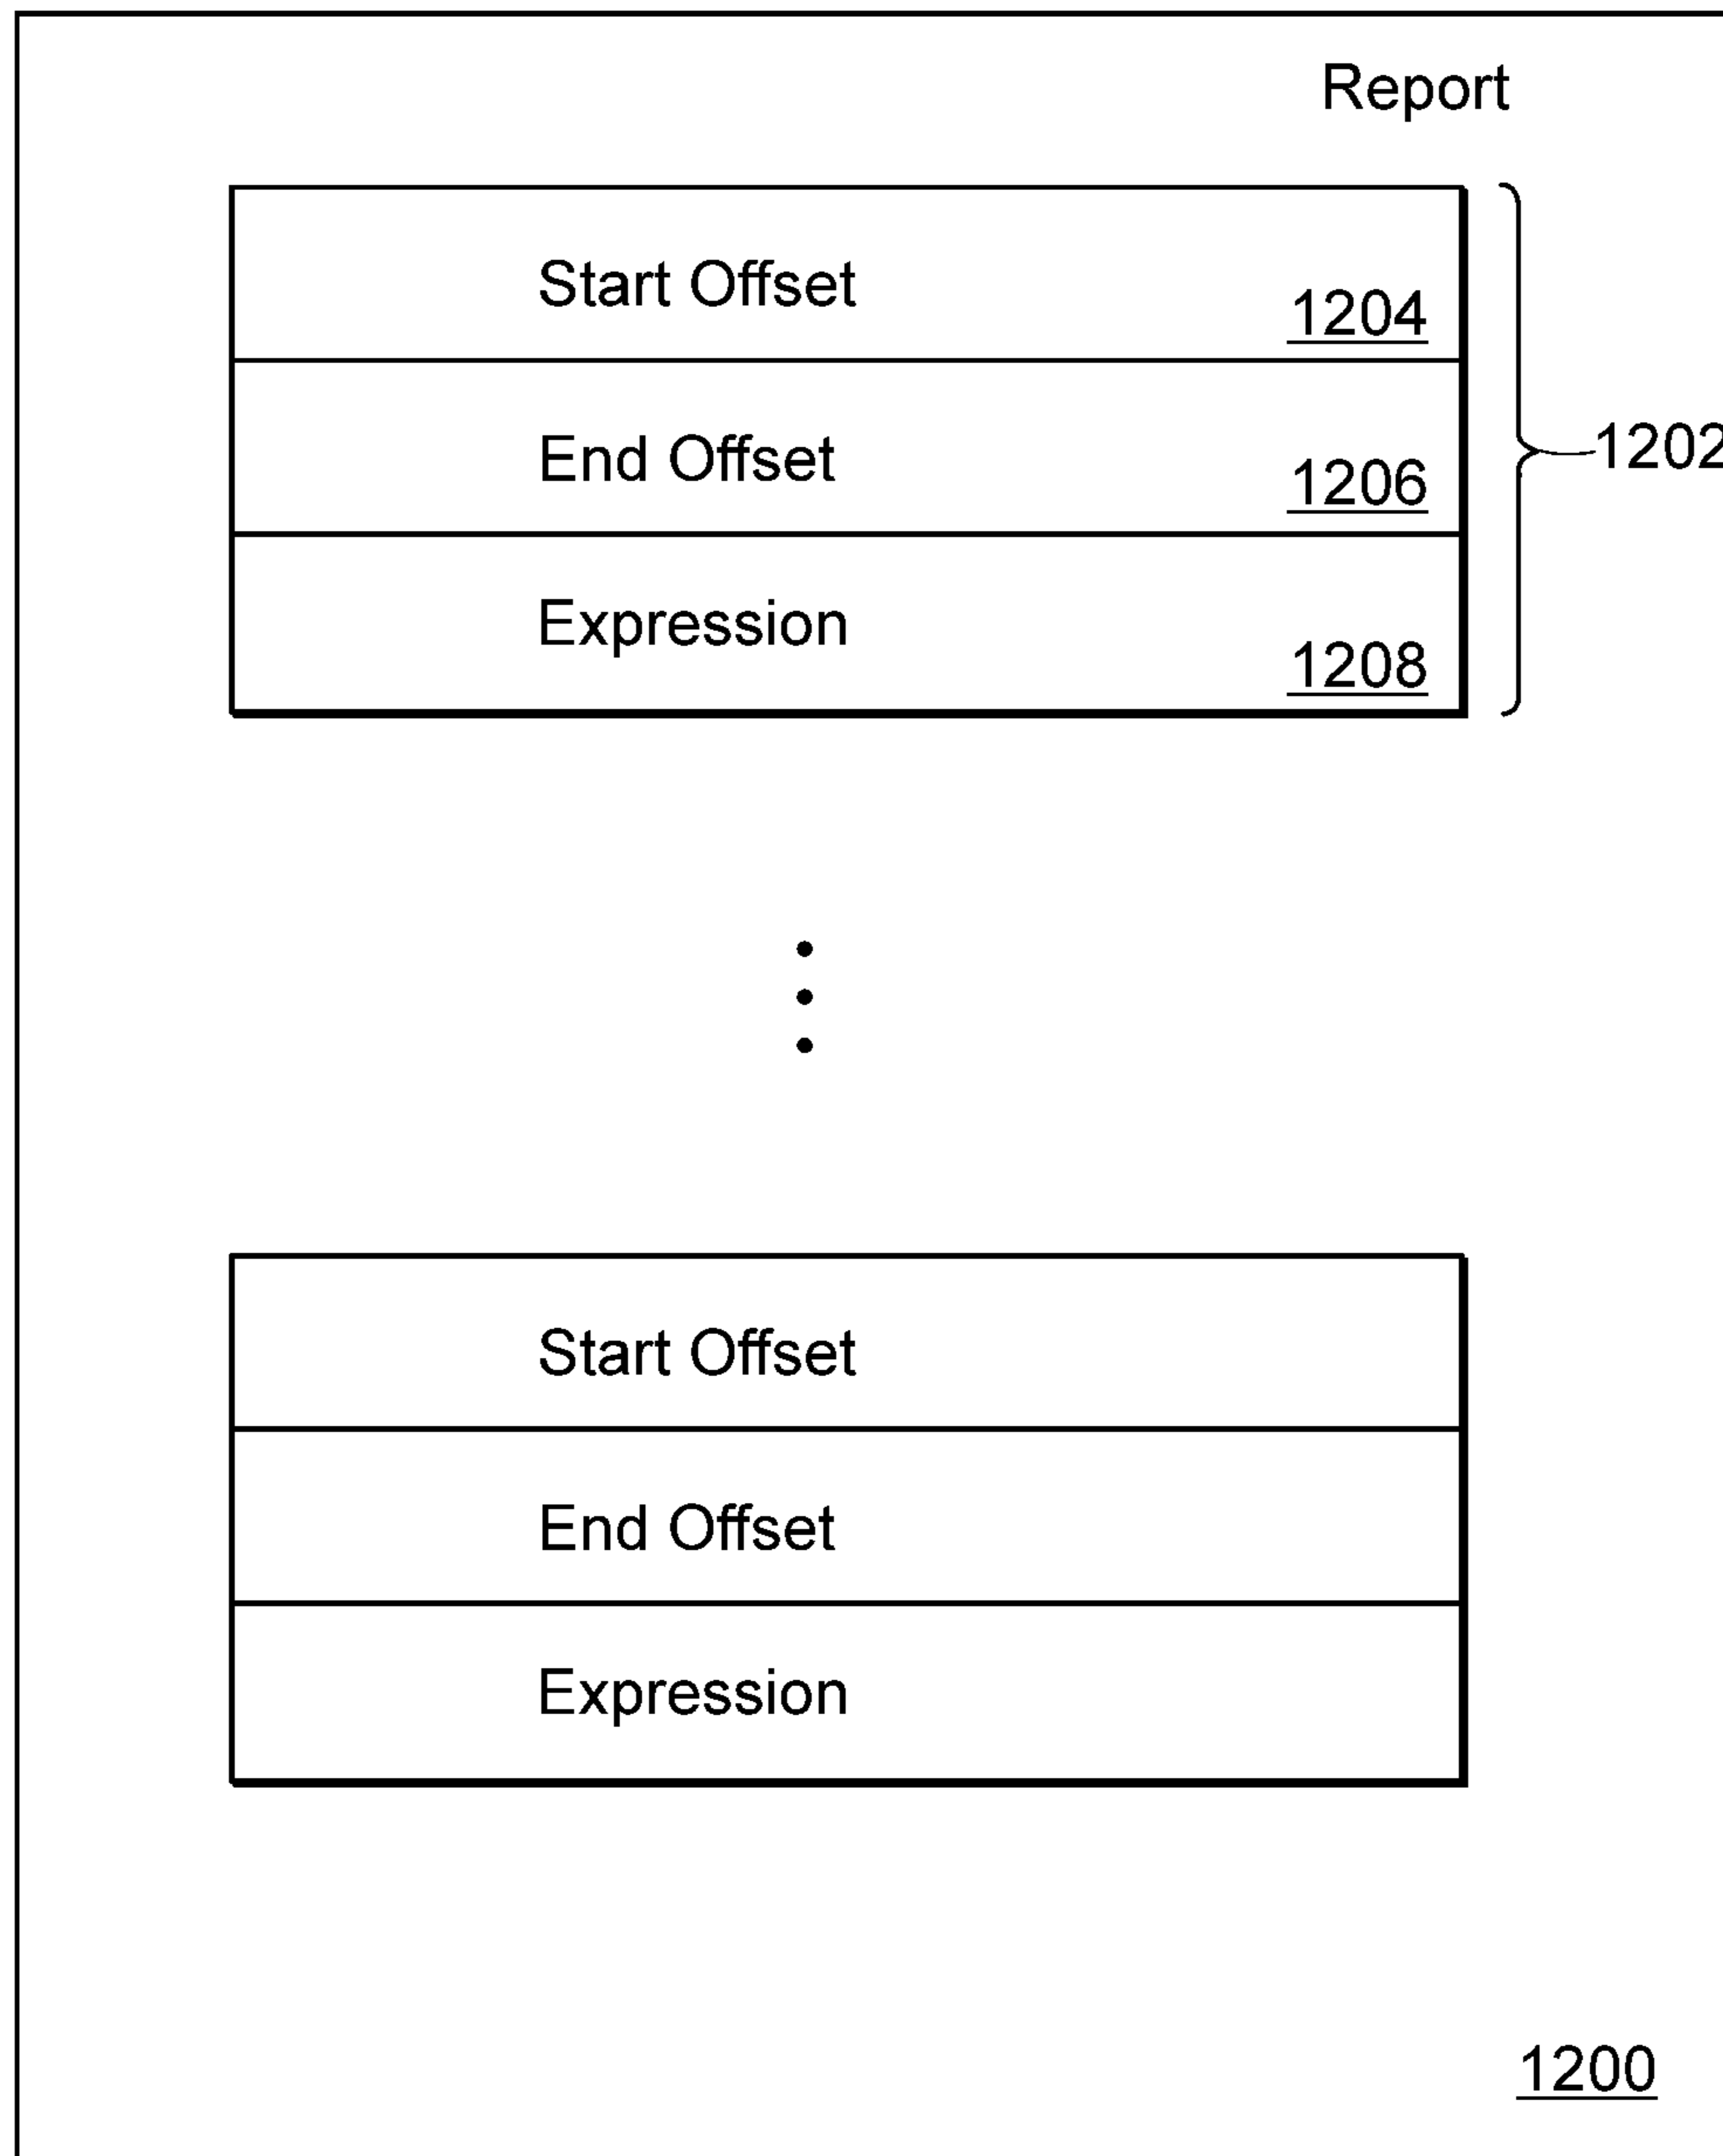 Report
Start Offset
1204
End Offset
1206
1202
Expression
1208
Start Offset
End Offset
Expression
1200